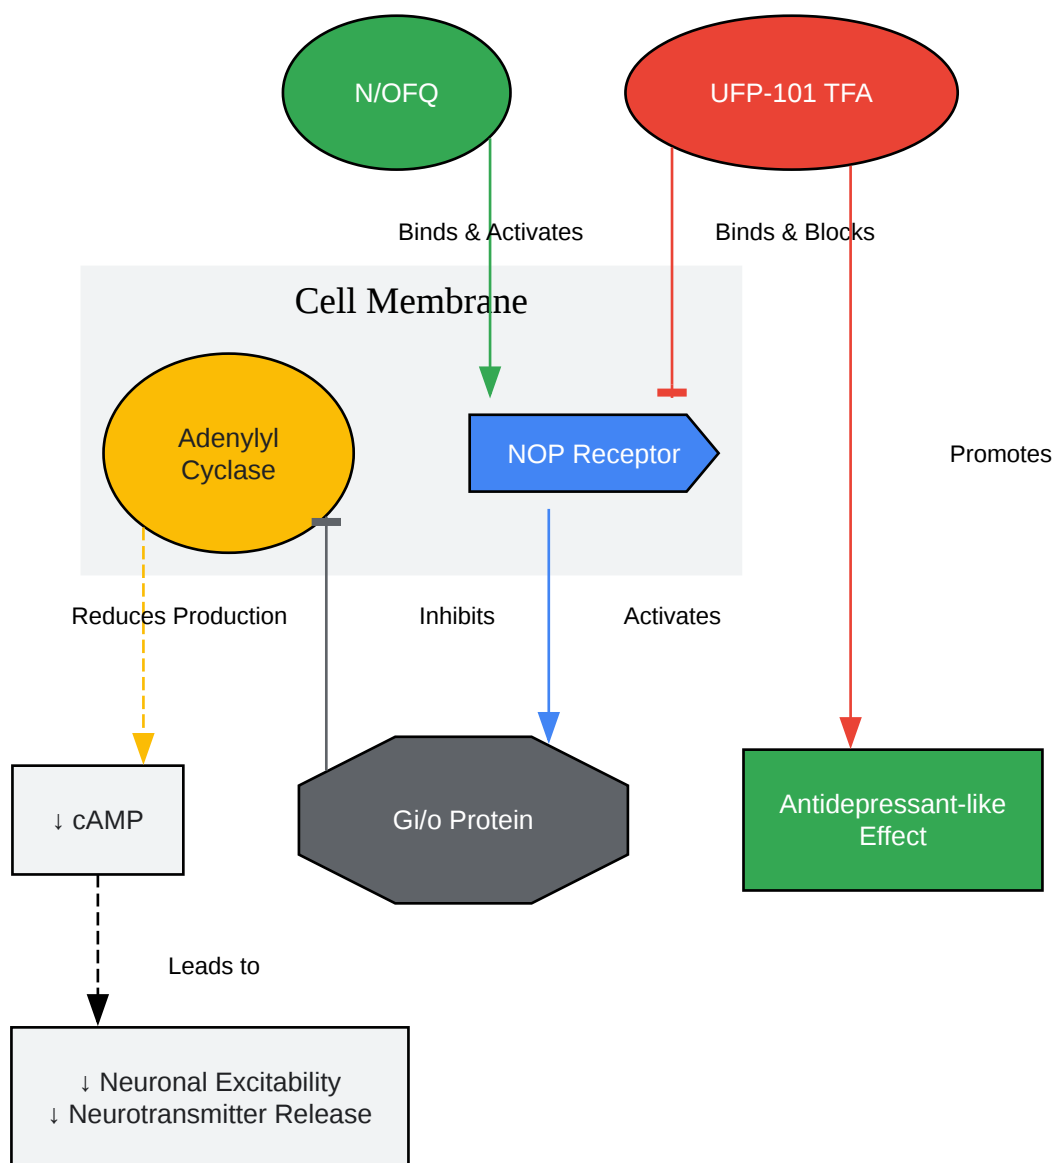 N/OFQ
UFP-101 TFA
Binds & Activates
Binds & Blocks
Cell Membrane
Adenylyl
Cyclase
NOP Receptor
Promotes
Reduces Production
Inhibits
Activates
↓ cAMP
Gi/o Protein
Antidepressant-like
Effect
Leads to
↓ Neuronal Excitability
↓ Neurotransmitter Release